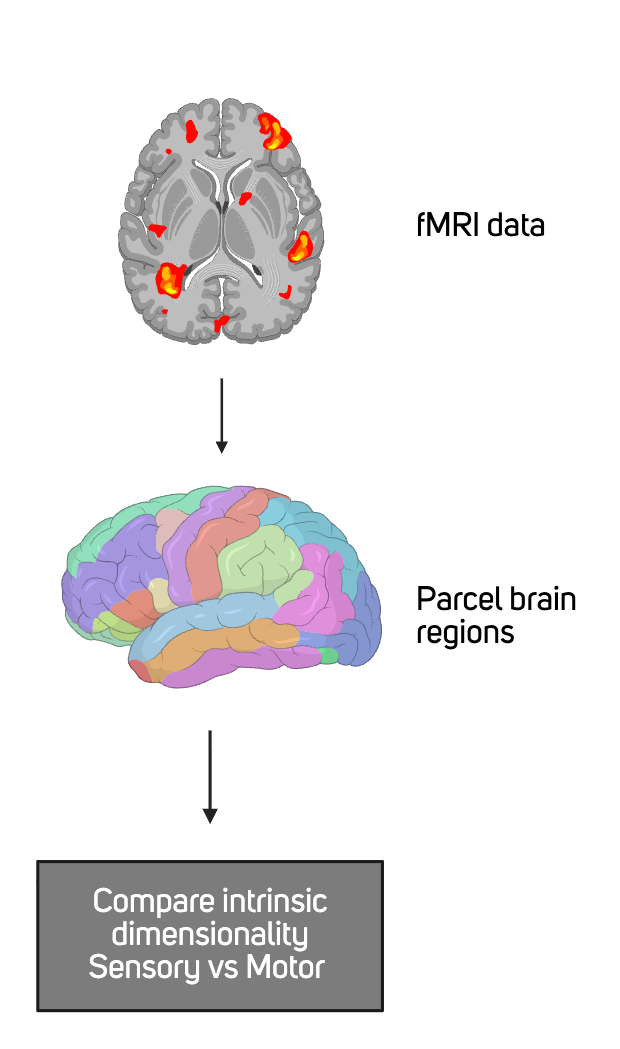 fMRI data
Parcel brain
regions
Compare intrinsic
dimensionality
Sensory vs Motor